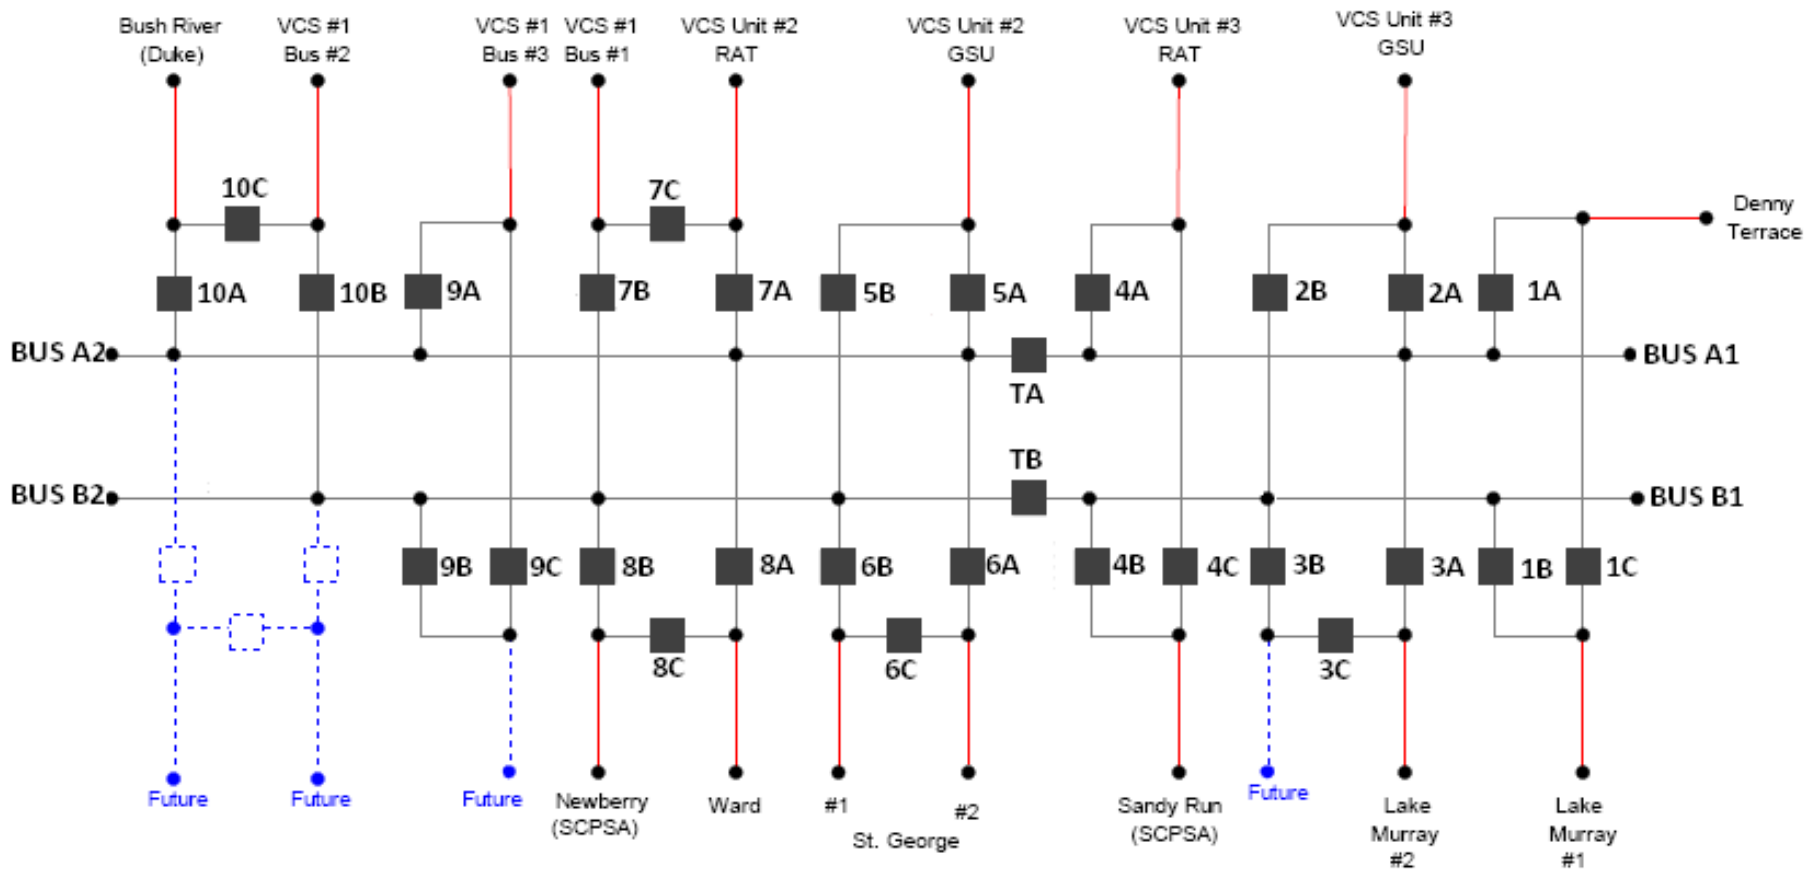 Bush River
(Duke)
VCS #1
Bus #2
VCS #1
Bus #3
VCS #1
Bus #1
VCS Unit #2
RAT
VCS Unit #2
GSU
VCS Unit #3
RAT
VCS Unit #3
GSU
Denny
Terrace
10C
7C
10A
10B
9A
7B
7A
5B
5A
4A
2B
2A
1A
BUS A2
BUS A1
TA
TB
BUS B2
BUS B1
9B
9C
8B
8A
6B
6A
4B
4C
3B
3A
1B
1C
8C
6C
3C
Future
Future
Future
Newberry
(SCPSA)
Ward
#1
#2
St. George
Sandy Run
(SCPSA)
Future
Lake
Murray
#2
Lake
Murray
#1